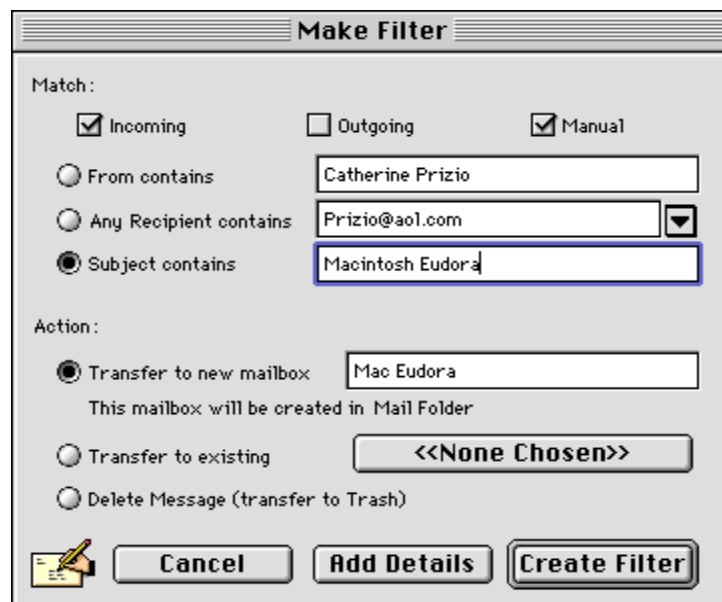 Make Filter
Match:
Incoming Outgoing Manual
From contains Catherine Prizio
Any Recipient contains Prizio@aol.com
Subject contains Macintosh Eudora
Action:
Transfer to new mailbox Mac Eudora
This mailbox will be created in Mail Folder
Transfer to existing <<None Chosen>>
Delete Message (transfer to Trash)
Cancel Add Details Create Filter